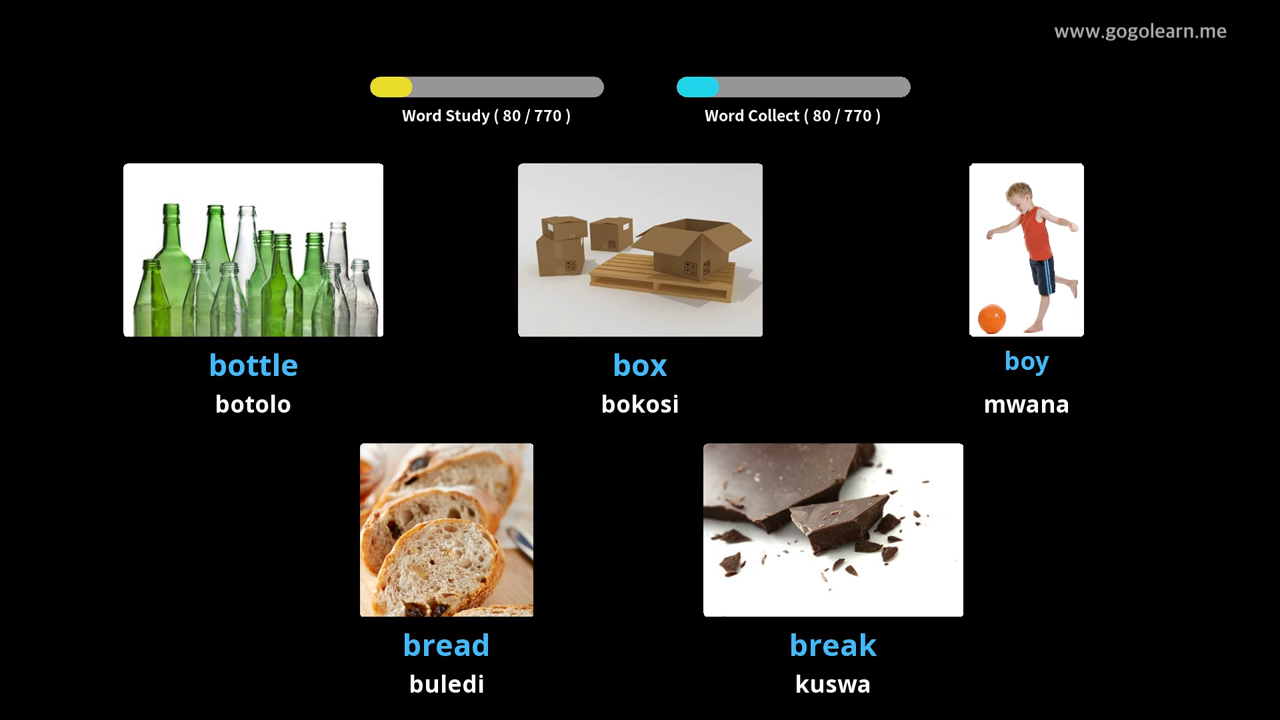 www.gogolearn.me
Word Study ( 80 / 770 )
Word Collect ( 80 / 770 )
bottle
botolo
box
bokosi
boy
mwana
bread
buledi
break
kuswa